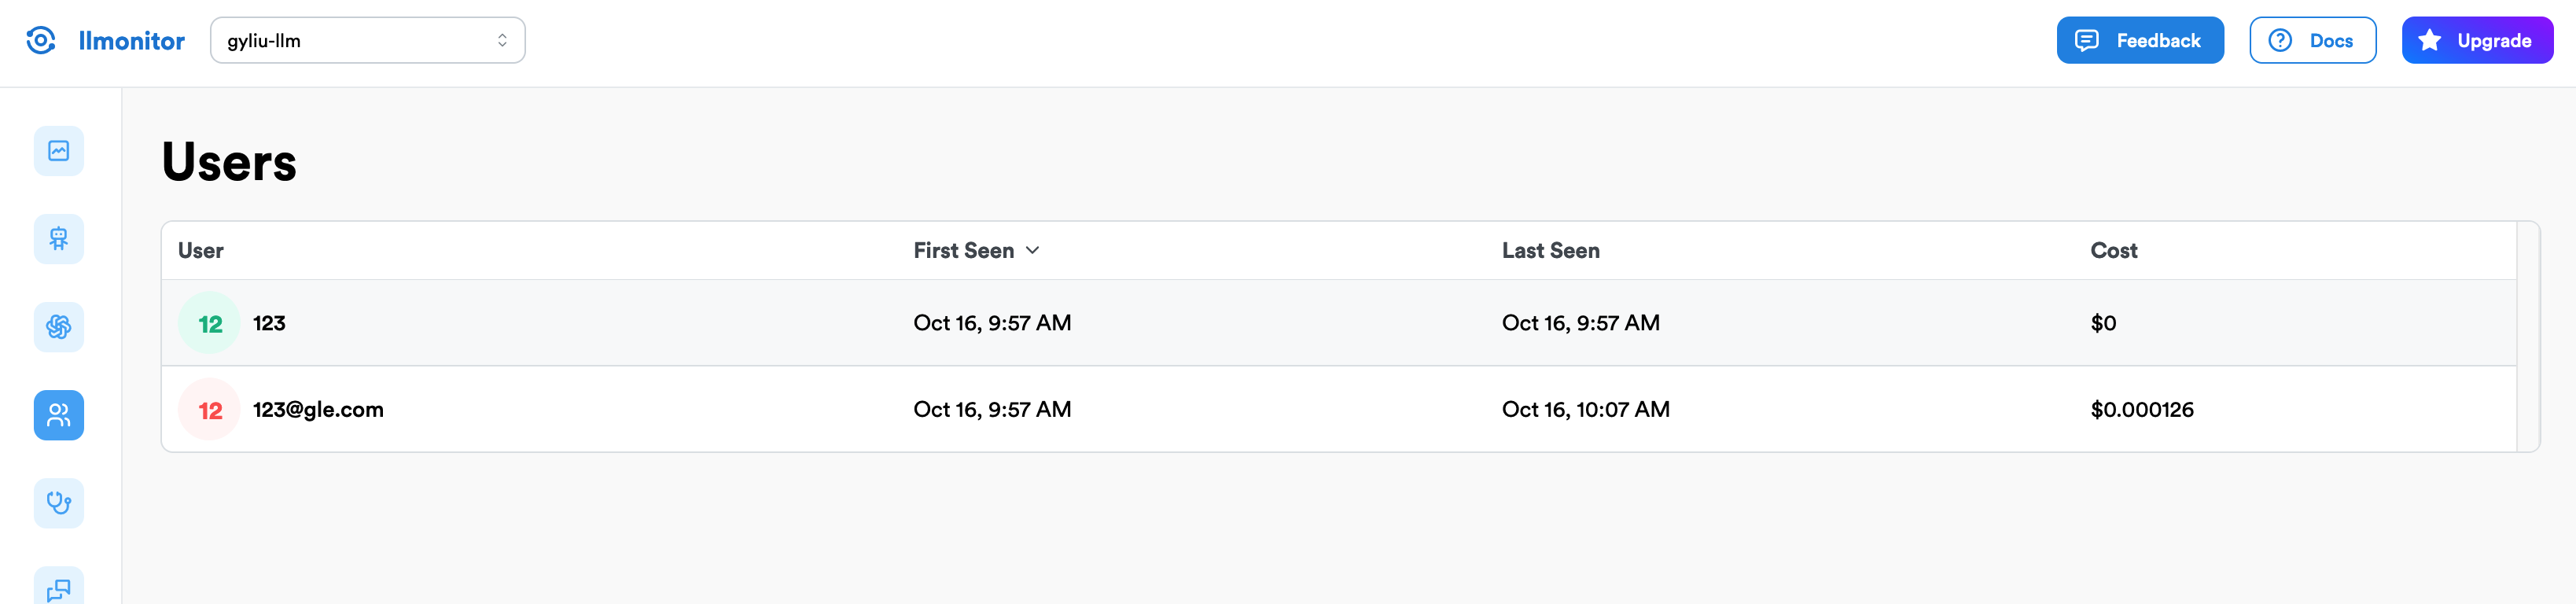 llmonitor gyliu-llm Feedback Docs Upgrade
Users
User First Seen Last Seen Cost
12 123 Oct 16, 9:57 AM Oct 16, 9:57 AM $0
12 123@gle.com Oct 16, 9:57 AM Oct 16, 10:07 AM $0.000126